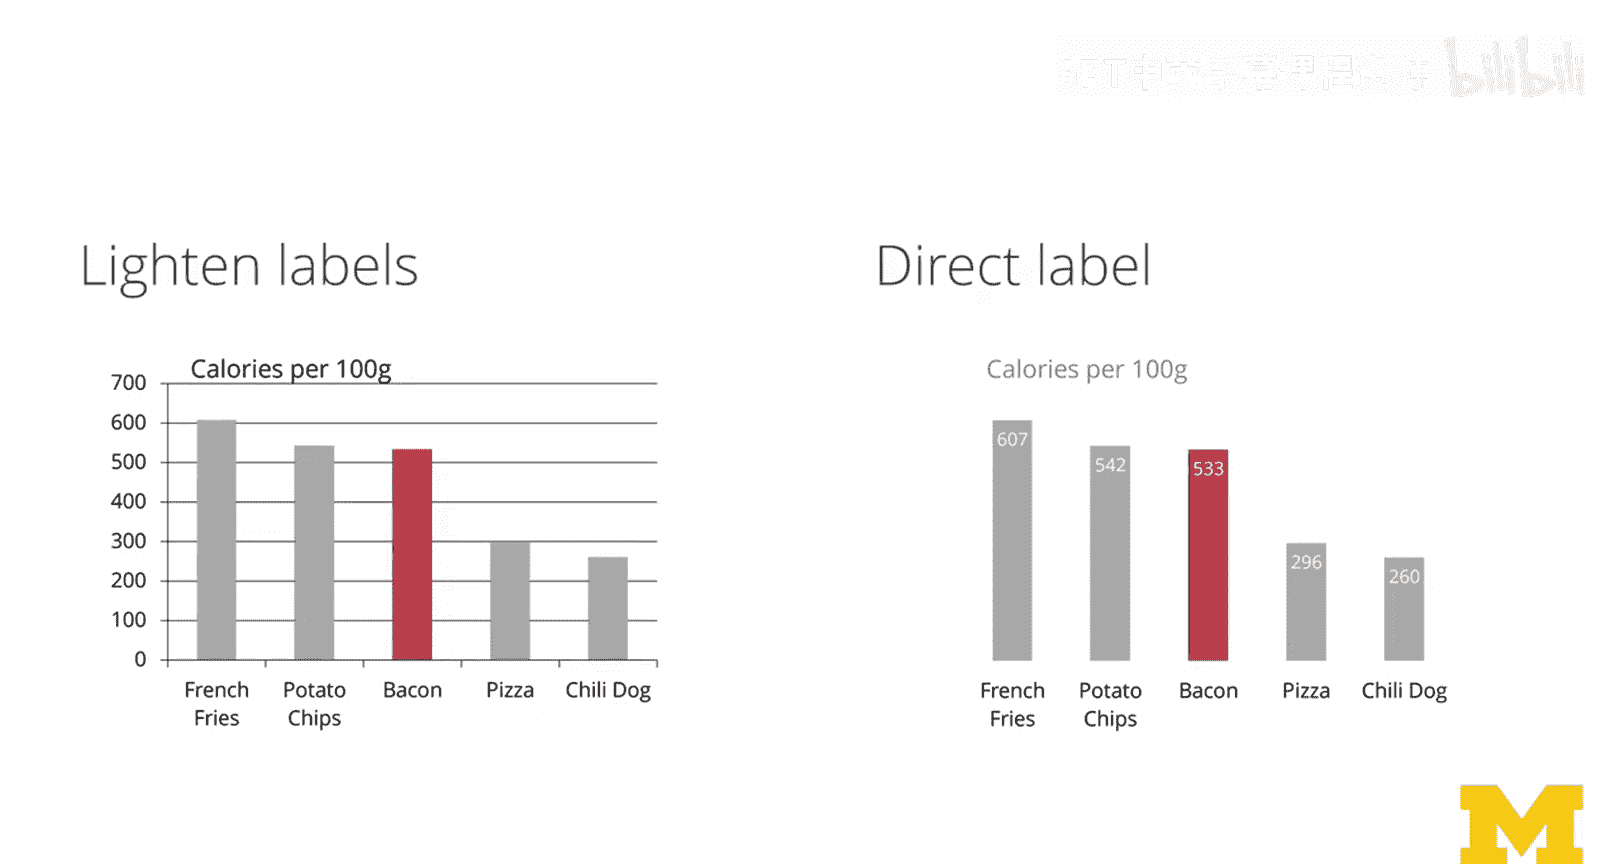 bilibili
Lighten labels
Calories per 100g
700
600
500
400
300
200
100
0
French Potato Bacon Pizza Chili Dog
Fries Chips
Direct label
Calories per 100g
607
542
533
296
260
French Potato Bacon Pizza Chili Dog
Fries Chips
M